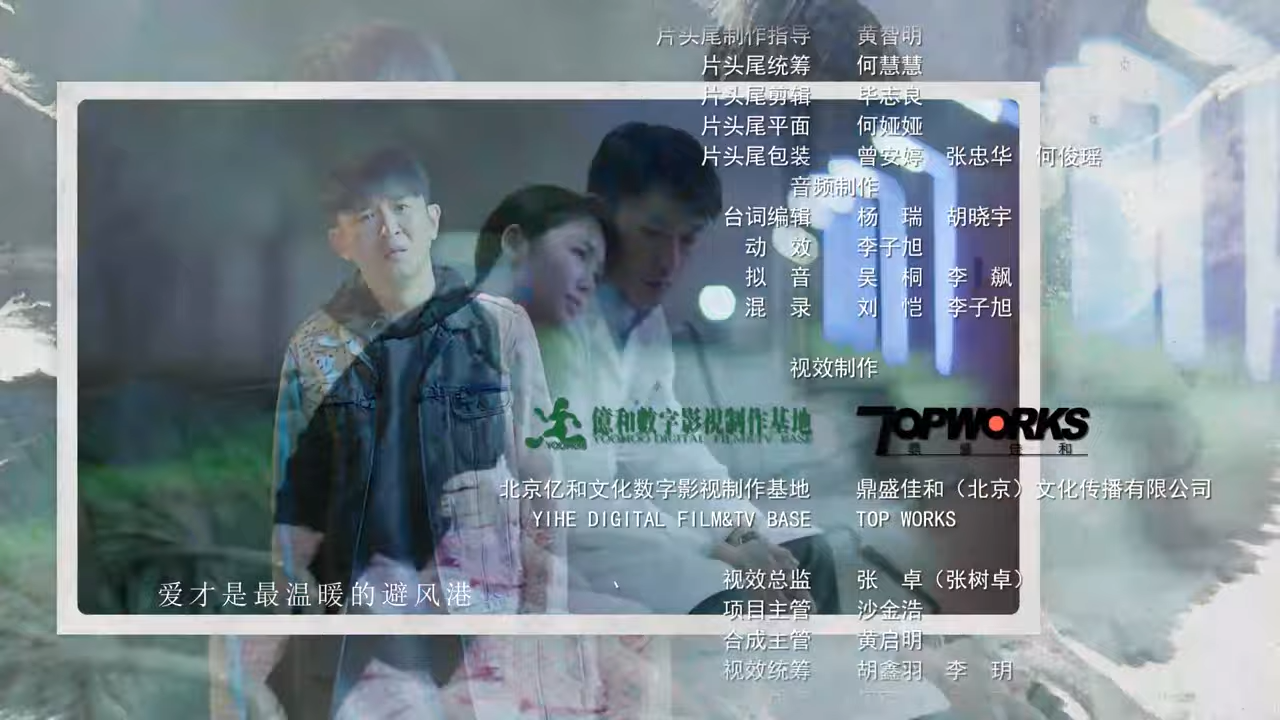 片头尾制作指导 黄智明
片头尾统筹 何慧慧
片头尾剪辑 毕志良
片头尾平面 何娅娅
片头尾包装 曾安婷 张忠华 何俊瑶
音频制作
台词编辑 杨 瑞 胡晓宇
动 效 李子旭
拟 音 吴 桐 李 飙
混 录 刘 恺 李子旭
视效制作
億和數字影視制作基地
YOOHOO DIGITAL FILM&TV BASE
TOPWORKS
鼎 盛 佳 和
北京亿和文化数字影视制作基地 鼎盛佳和（北京）文化传播有限公司
YIHE DIGITAL FILM&TV BASE TOP WORKS
视效总监 张 卓（张树卓）
爱才是最温暖的避风港
项目主管 沙金浩
合成主管 黄启明
视效统筹 胡鑫羽 李 玥